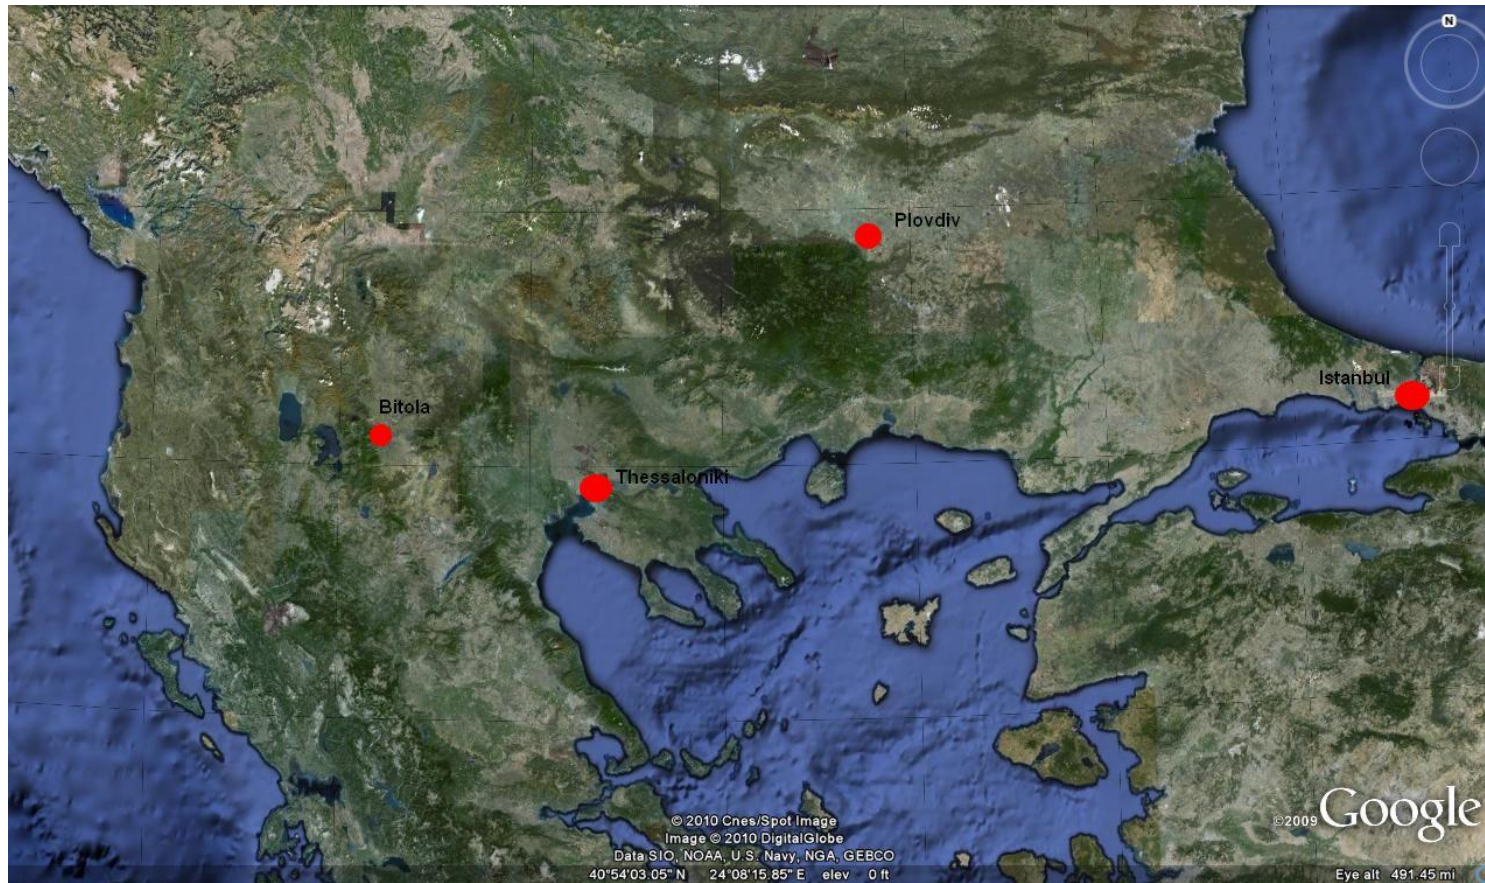 N
Plovdiv
Istanbul
Bitola
Thessaloniki
©2009 Google
© 2010 Cnes/Spot Image
Image © 2010 DigitalGlobe
Data SIO, NOAA, U.S. Navy, NGA, GEBCO
40°54'03.05" N 24°08'15.85" E elev 0 ft
Eye alt 491.45 mi